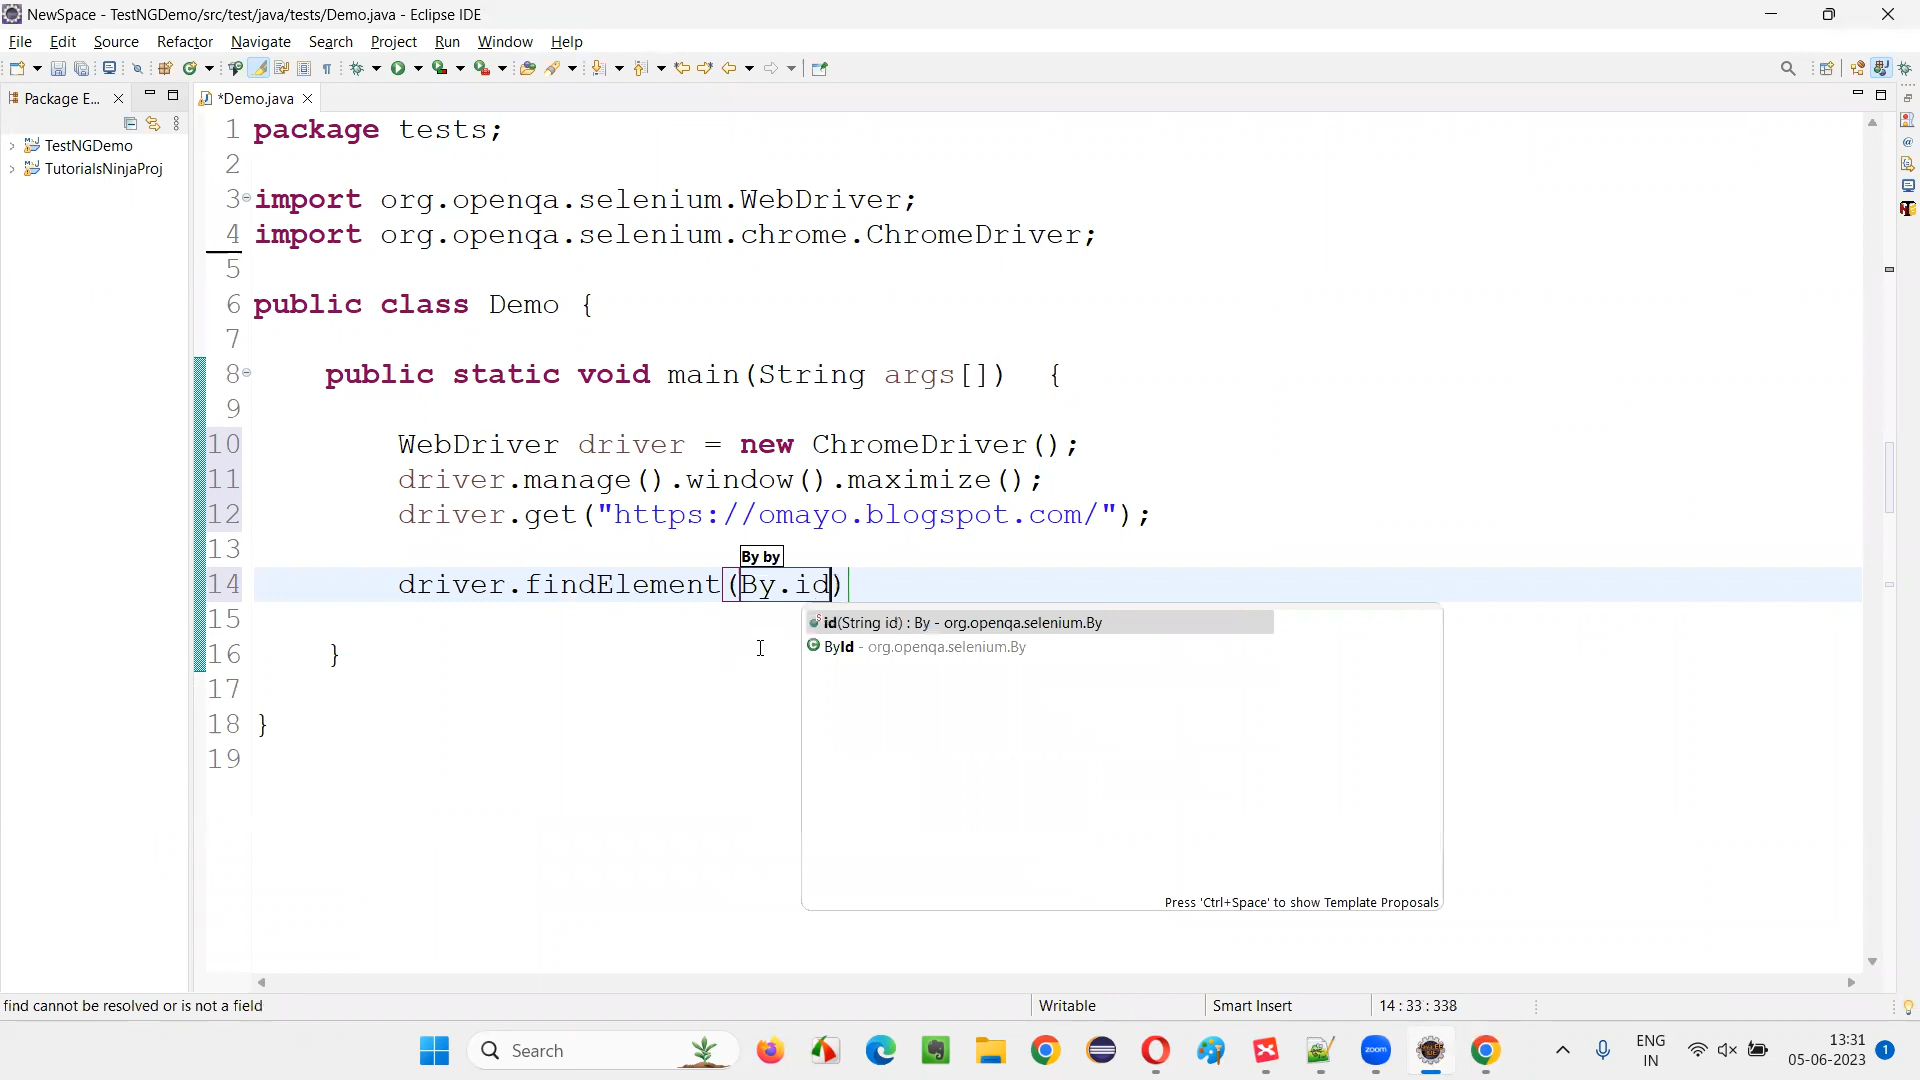 NewSpace - TestNGDemo/src/test/java/tests/Demo.java - Eclipse IDE
File Edit Source Refactor Navigate Search Project Run Window Help
Package E...
*Demo.java
TestNGDemo
TutorialsNinjaProj
1 package tests;
2
3 import org.openqa.selenium.WebDriver;
4 import org.openqa.selenium.chrome.ChromeDriver;
5
6 public class Demo {
7
8 public static void main(String args[]) {
9
10 WebDriver driver = new ChromeDriver();
11 driver.manage().window().maximize();
12 driver.get("https://omayo.blogspot.com/");
13
By by
14 driver.findElement(By.id)
15
16 }
17
18 }
19
id(String id) : By - org.openqa.selenium.By
ById - org.openqa.selenium.By
Press 'Ctrl+Space' to show Template Proposals
find cannot be resolved or is not a field
Writable
Smart Insert
14 : 33 : 338
Search
zoom
ENG
IN
13:31
05-06-2023
1